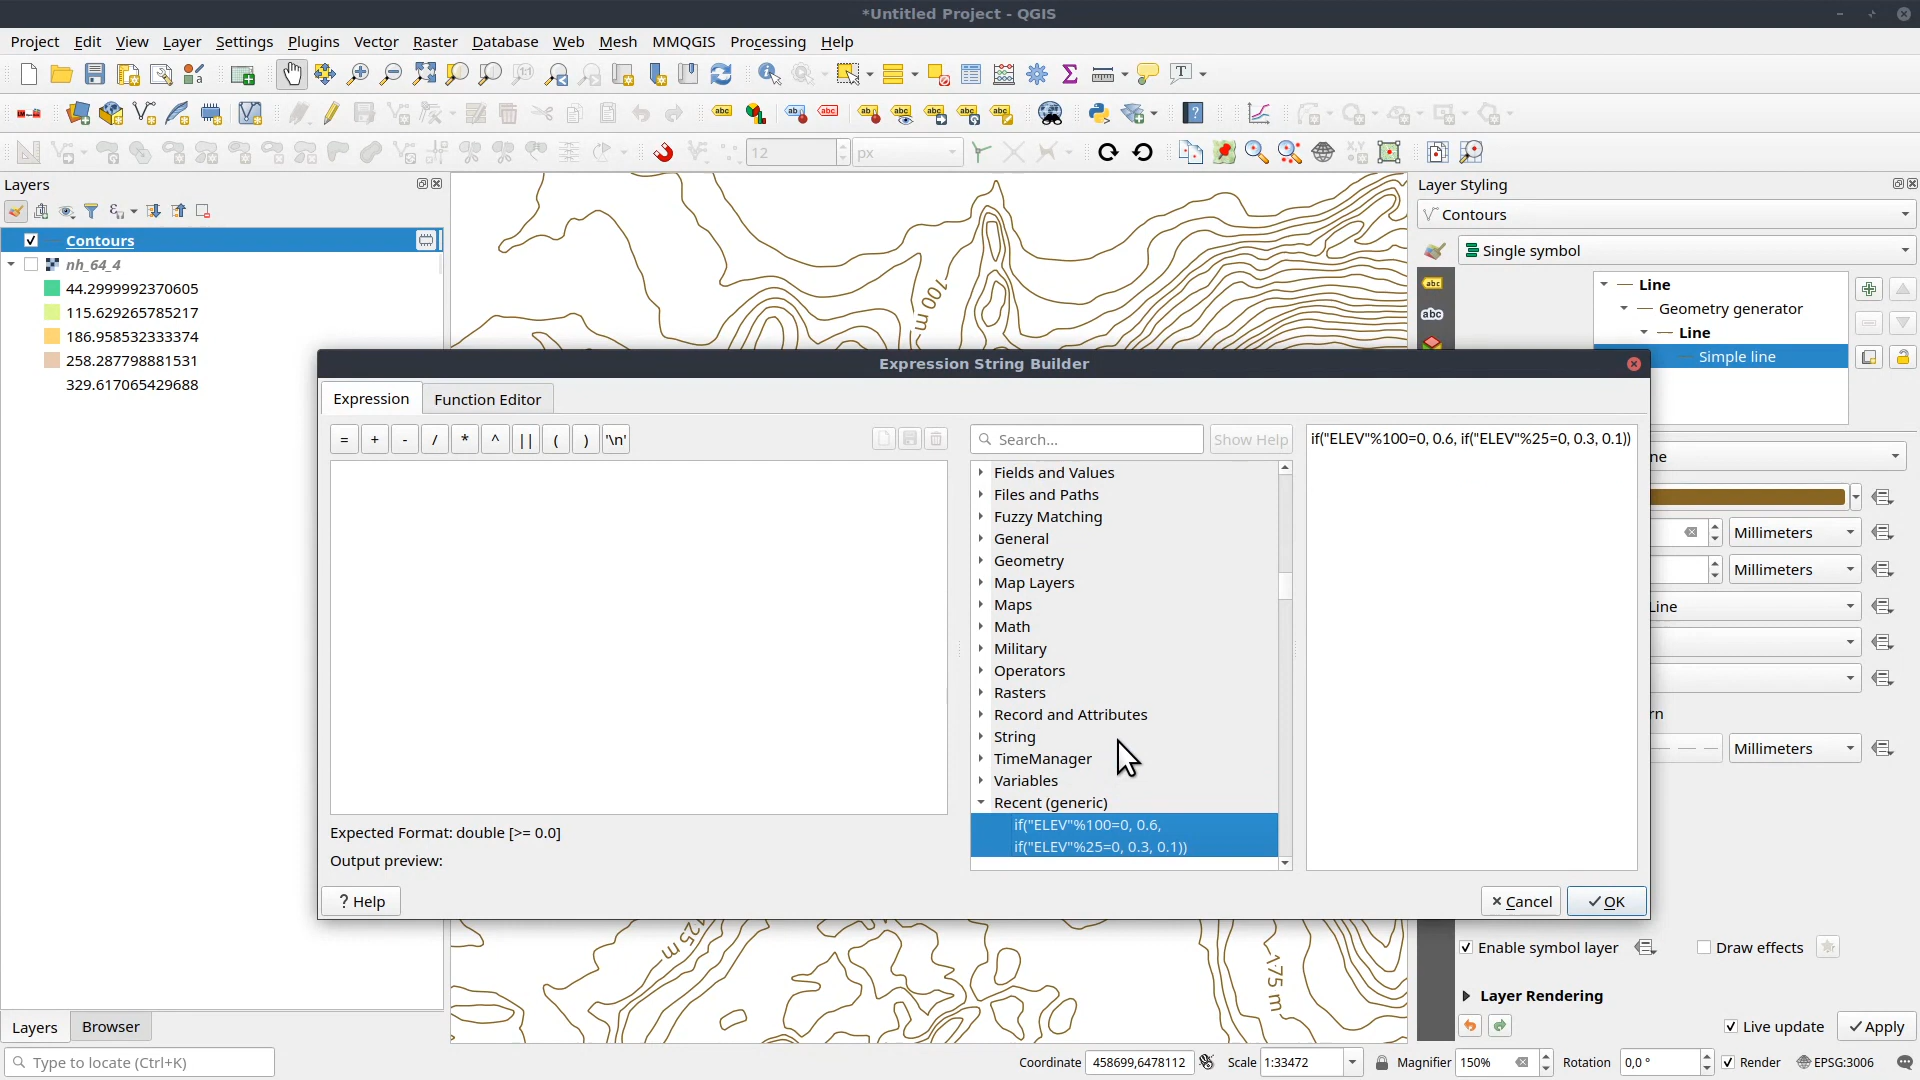 *Untitled Project - QGIS
Project Edit View Layer Settings Plugins Vector Raster Database Web Mesh MMQGIS Processing Help
12 px
Layers
Contours
nh_64_4
44.2999992370605
115.629265785217
186.958532333374
258.287798881531
329.617065429688
700 m
725 m
175 m
Layer Styling
Contours
Single symbol
Line
Geometry generator
Line
Simple line
Expression String Builder
Expression Function Editor
= + - / * ^ || ( ) '\n'
Search... Show Help
Fields and Values
Files and Paths
Fuzzy Matching
General
Geometry
Map Layers
Maps
Math
Military
Operators
Rasters
Record and Attributes
String
TimeManager
Variables
Recent (generic)
if("ELEV"%100=0, 0.6,
if("ELEV"%25=0, 0.3, 0.1))
if("ELEV"%100=0, 0.6, if("ELEV"%25=0, 0.3, 0.1))
Expected Format: double [>= 0.0]
Output preview:
? Help Cancel OK
ne
Millimeters
Millimeters
Line
rn
Millimeters
Enable symbol layer Draw effects
Layer Rendering
Live update Apply
Layers Browser
Type to locate (Ctrl+K) Coordinate 458699,6478112 Scale 1:33472 Magnifier 150% Rotation 0,0 ° Render EPSG:3006